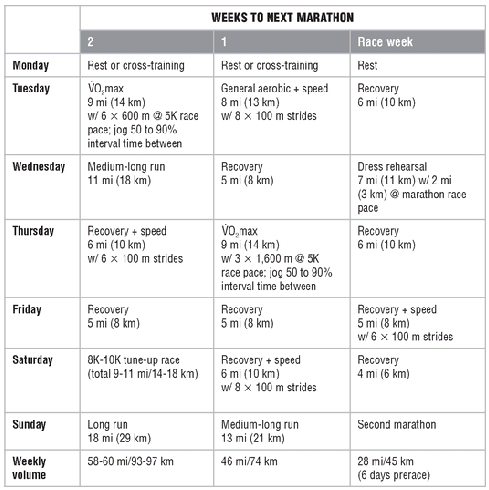 WEEKS TO NEXT MARATHON
2 1 Race week
Monday Rest or cross-training Rest or cross-training Rest
Tuesday V̇O₂max General aerobic + speed Recovery
9 mi (14 km) 8 mi (13 km) 6 mi (10 km)
w/ 6 × 600 m @ 5K race w/ 8 × 100 m strides
pace; jog 50 to 90%
interval time between
Wednesday Medium-long run Recovery Dress rehearsal
11 mi (18 km) 5 mi (8 km) 7 mi (11 km) w/ 2 mi
(3 km) @ marathon race
pace
Thursday Recovery + speed V̇O₂max Recovery
6 mi (10 km) 9 mi (14 km) 6 mi (10 km)
w/ 6 × 100 m strides w/ 3 × 1,600 m @ 5K
race pace; jog 50 to 90%
interval time between
Friday Recovery Recovery Recovery + speed
5 mi (8 km) 5 mi (8 km) 5 mi (8 km)
w/ 6 × 100 m strides
Saturday 8K-10K tune-up race Recovery + speed Recovery
(total 9-11 mi/14-18 km) 6 mi (10 km) 4 mi (6 km)
w/ 8 × 100 m strides
Sunday Long run Medium-long run Second marathon
18 mi (29 km) 13 mi (21 km)
Weekly 58-60 mi/93-97 km 46 mi/74 km 28 mi/45 km
volume (6 days prerace)